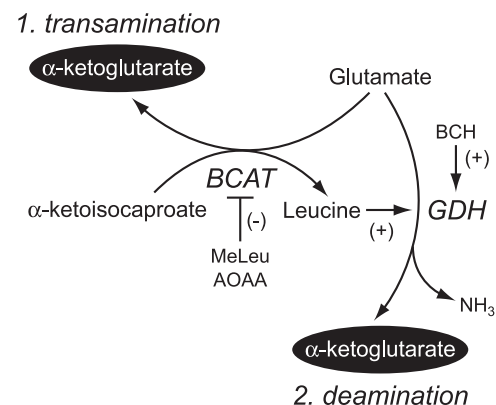 1. transamination
α-ketoglutarate
Glutamate
BCH
(+)
BCAT
α-ketoisocaproate
Leucine
(+)
GDH
(-)
MeLeu
AOAA
NH₃
α-ketoglutarate
2. deamination